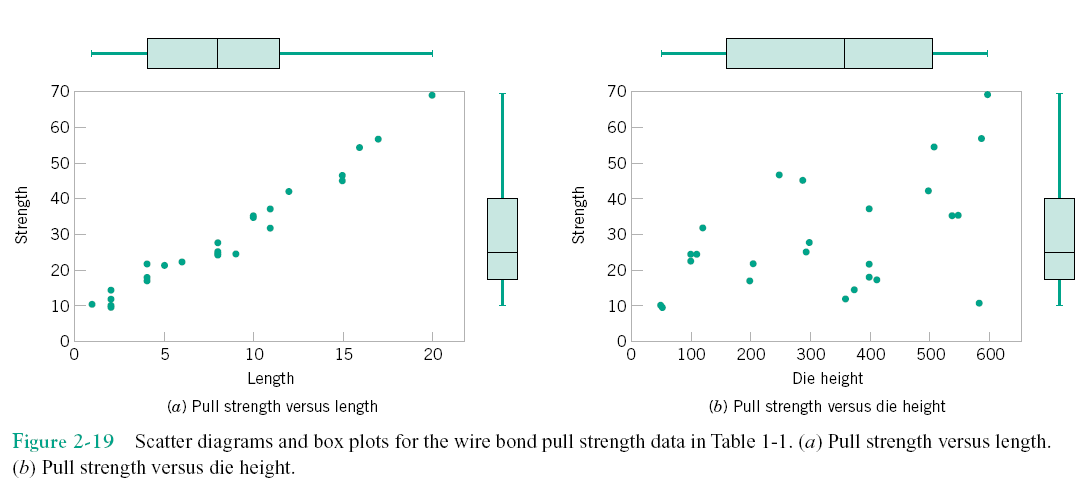 70
60
50
40
30
20
10
0
Strength
0 5 10 15 20
Length
(a) Pull strength versus length
70
60
50
40
30
20
10
0
Strength
0 100 200 300 400 500 600
Die height
(b) Pull strength versus die height
Figure 2-19 Scatter diagrams and box plots for the wire bond pull strength data in Table 1-1. (a) Pull strength versus length.
(b) Pull strength versus die height.